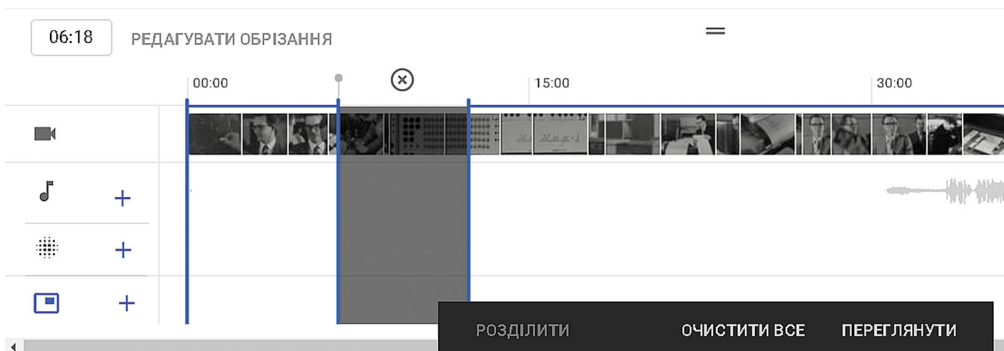 06:18 РЕДАГУВАТИ ОБРІЗАННЯ
00:00 15:00 30:00
РОЗДІЛИТИ ОЧИСТИТИ ВСЕ ПЕРЕГЛЯНУТИ